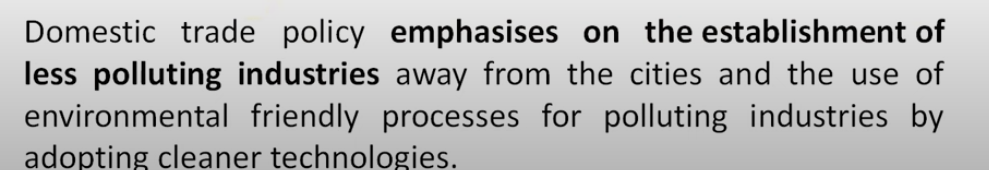 Domestic trade policy emphasises on the establishment of
less polluting industries away from the cities and the use of
environmental friendly processes for polluting industries by
adopting cleaner technologies.